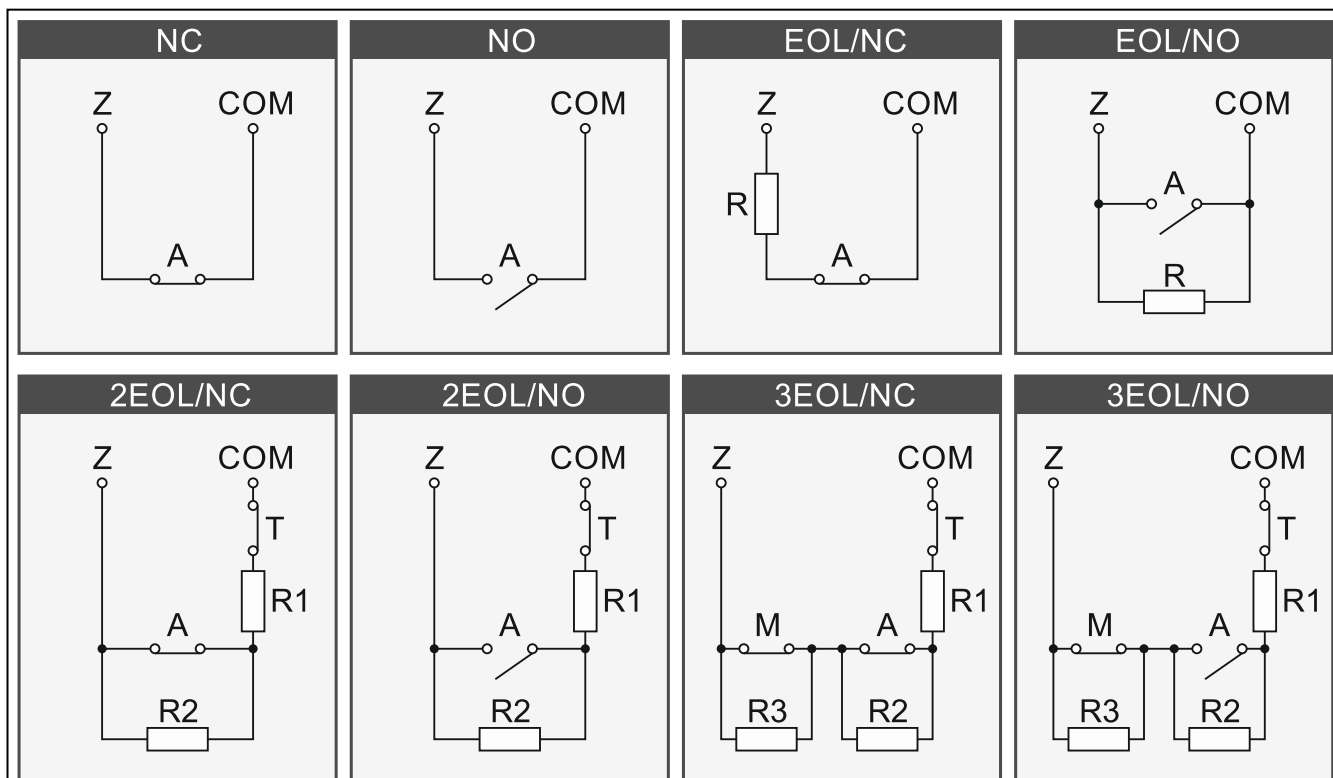 NC
NO
EOL/NC
EOL/NO
Z COM
Z COM
Z COM
Z COM
A
A
R
A
A
R
2EOL/NC
2EOL/NO
3EOL/NC
3EOL/NO
Z COM
Z COM
Z COM
Z COM
T
T
T
T
R1
R1
R1
R1
A
A
M A
M A
R2
R2
R3 R2
R3 R2